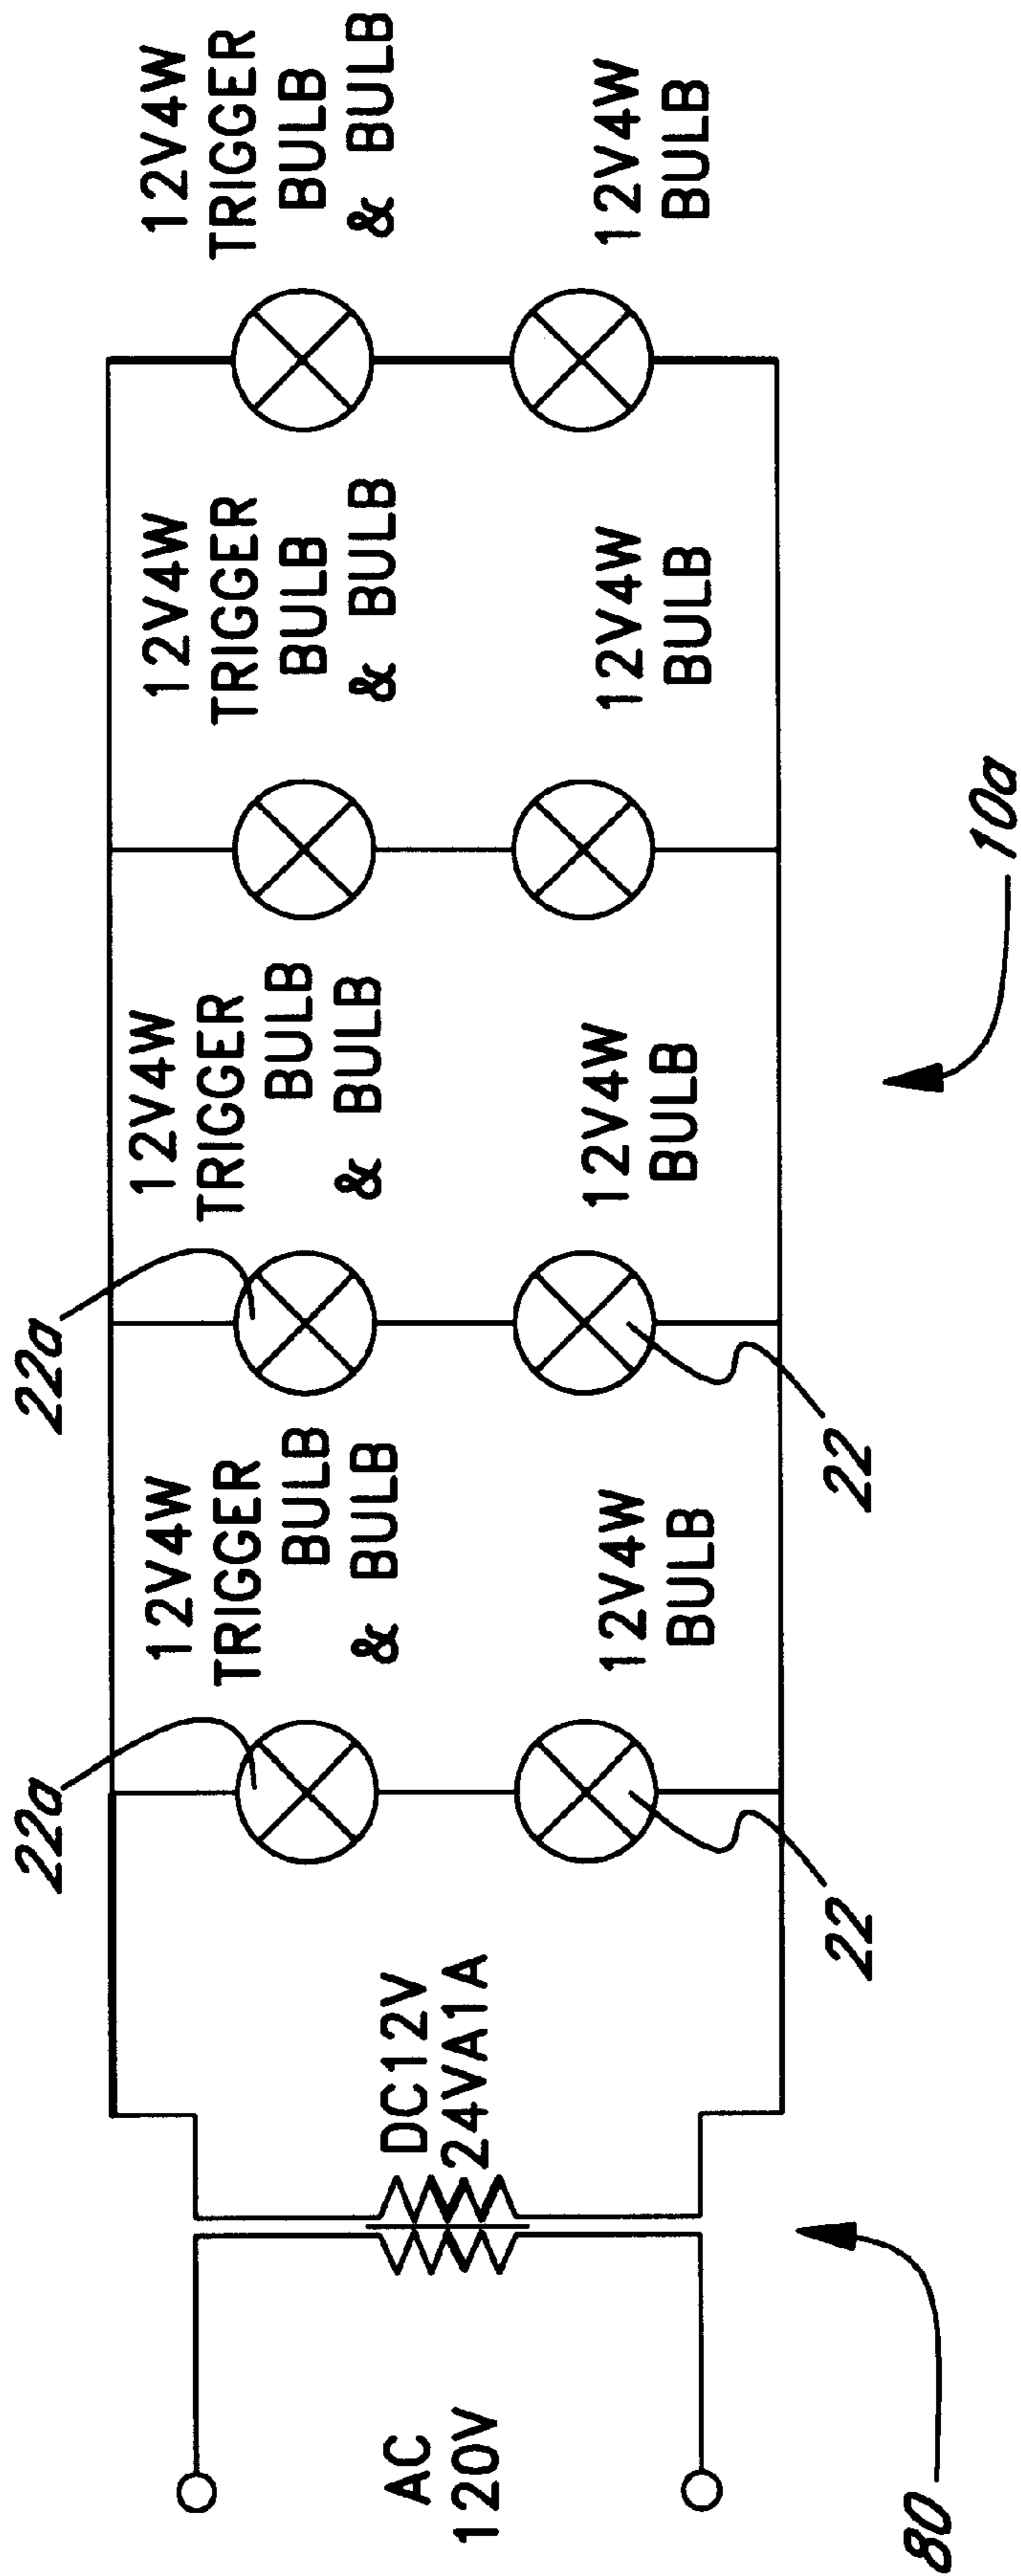 22a
22a
12V4W
TRIGGER
BULB
& BULB
12V4W
TRIGGER
BULB
& BULB
12V4W
TRIGGER
BULB
& BULB
12V4W
TRIGGER
BULB
& BULB
AC
120V
DC12V
24VA1A
12V4W
BULB
12V4W
BULB
12V4W
BULB
12V4W
BULB
22
22
80
10a